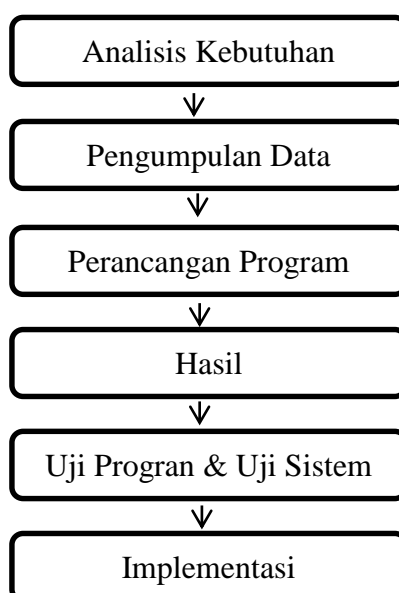 Analisis Kebutuhan
Pengumpulan Data
Perancangan Program
Hasil
Uji Progran & Uji Sistem
Implementasi